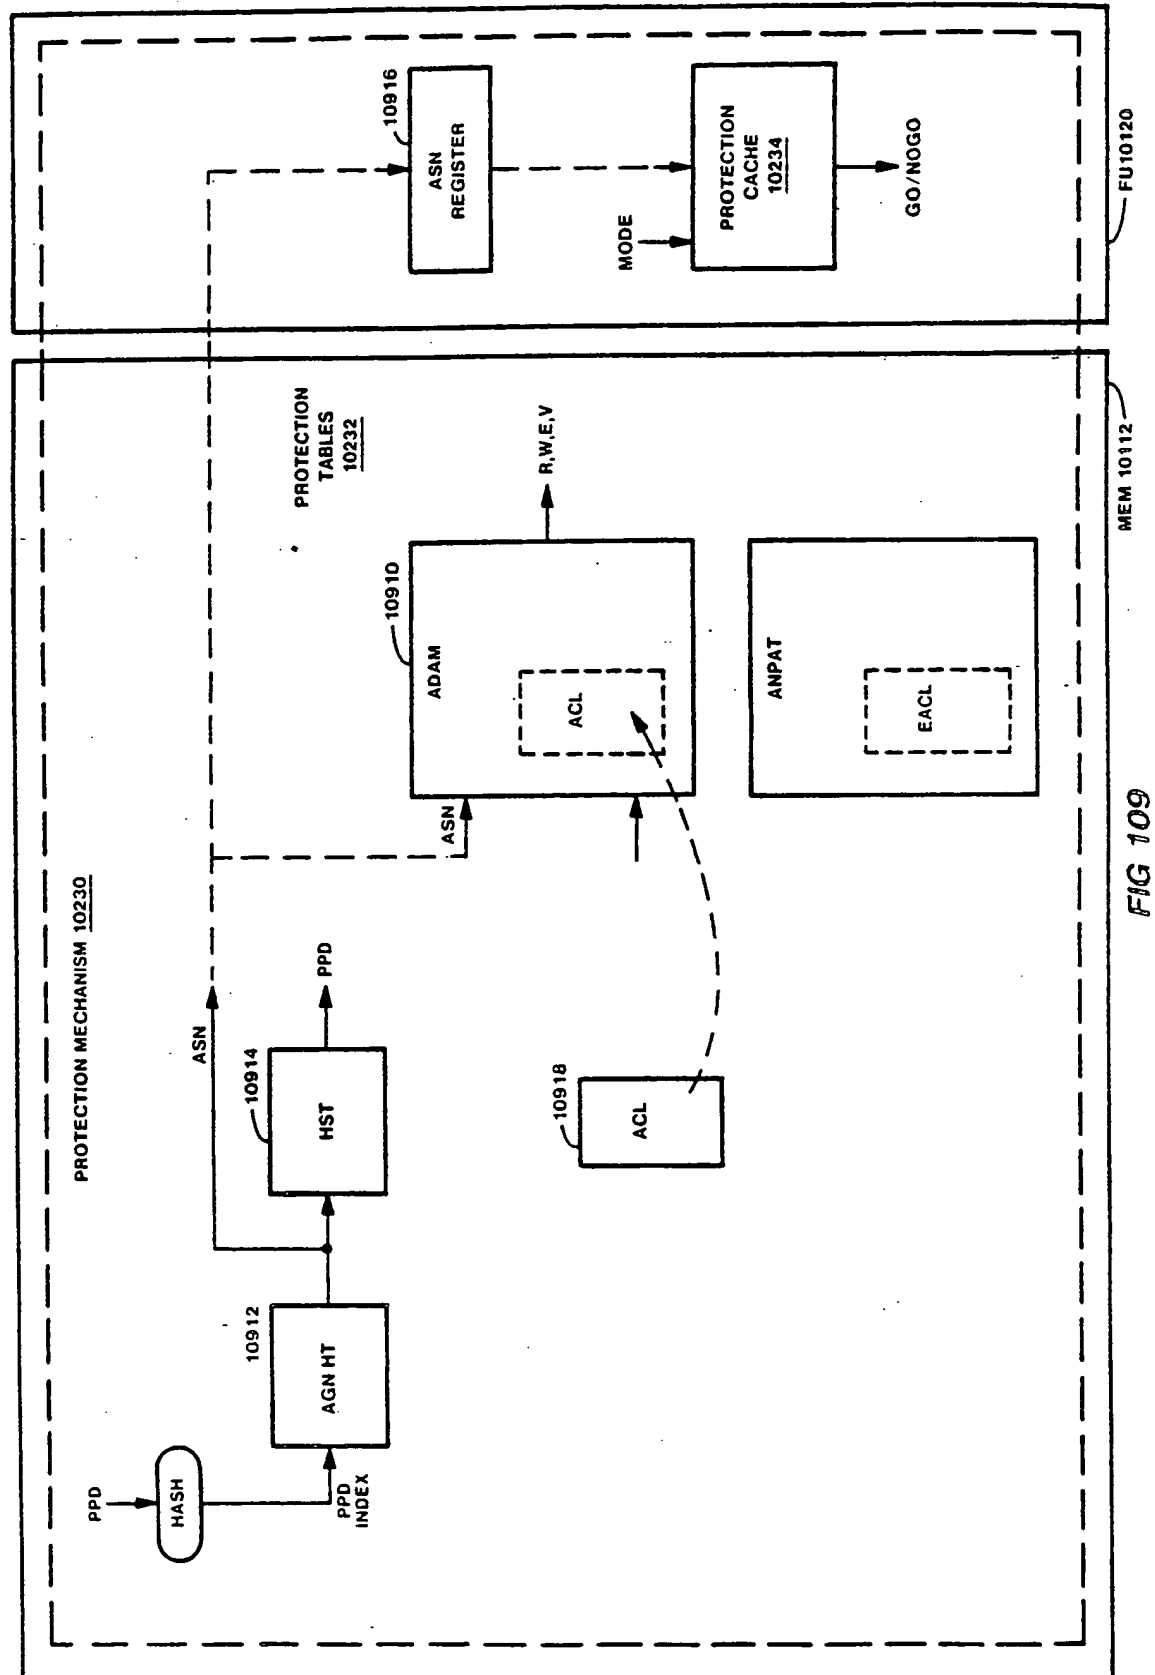 PROTECTION MECHANISM 10230
PPD
HASH
PPD
INDEX
AGN HT
10912
ASN
HST
10914
PPD
ACL
10918
ASN
ADAM
10910
ACL
R,W,E,V
ANPAT
EACL
PROTECTION
TABLES
10232
MEM 10112
ASN
REGISTER
10916
MODE
PROTECTION
CACHE
10234
GO/NOGO
FU10120
FIG 109